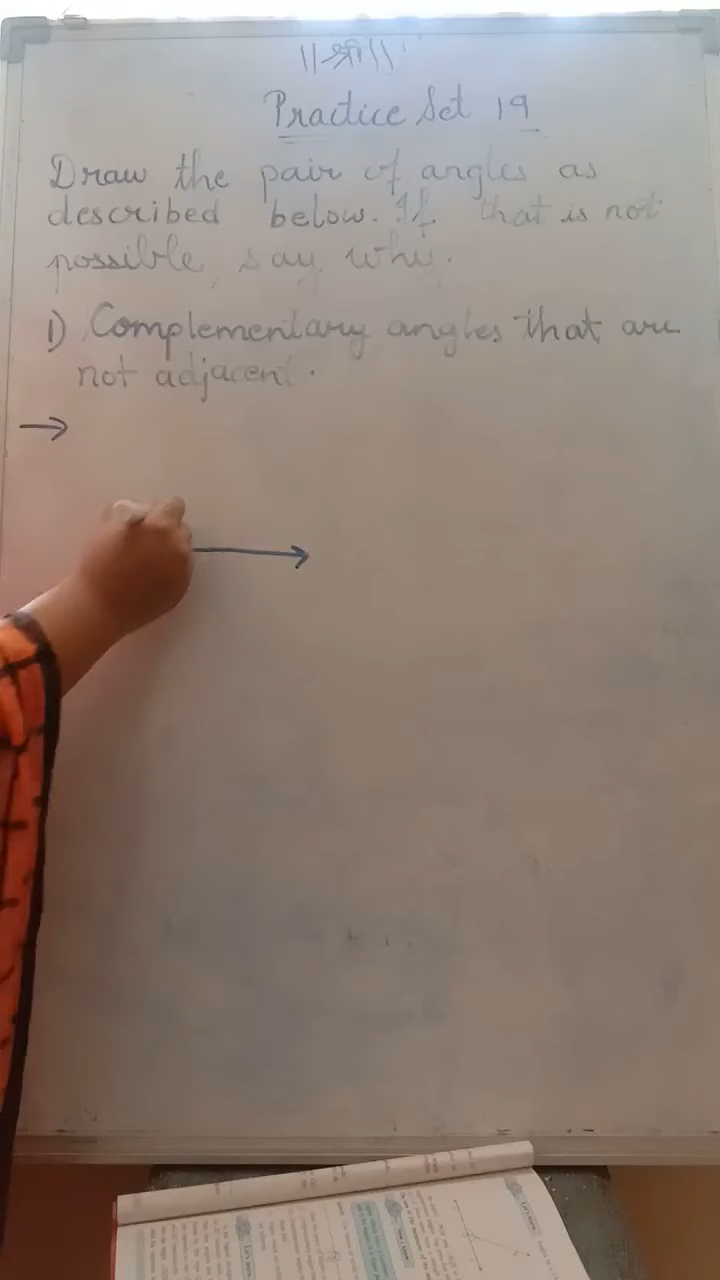 ||श्री||
Practice Set 19
Draw the pair of angles as
described below. If that is not
possible, say why.
1) Complementary angles that are
not adjacent.
→